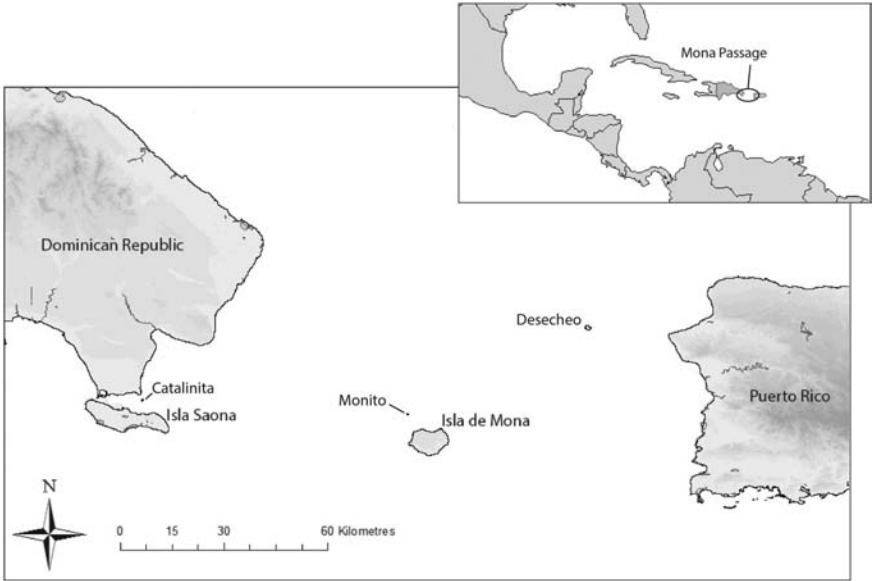 Mona Passage
Dominican Republic
Desecheo
Catalinita
Isla Saona
Monito
Isla de Mona
Puerto Rico
N
0 15 30 60 Kilometres